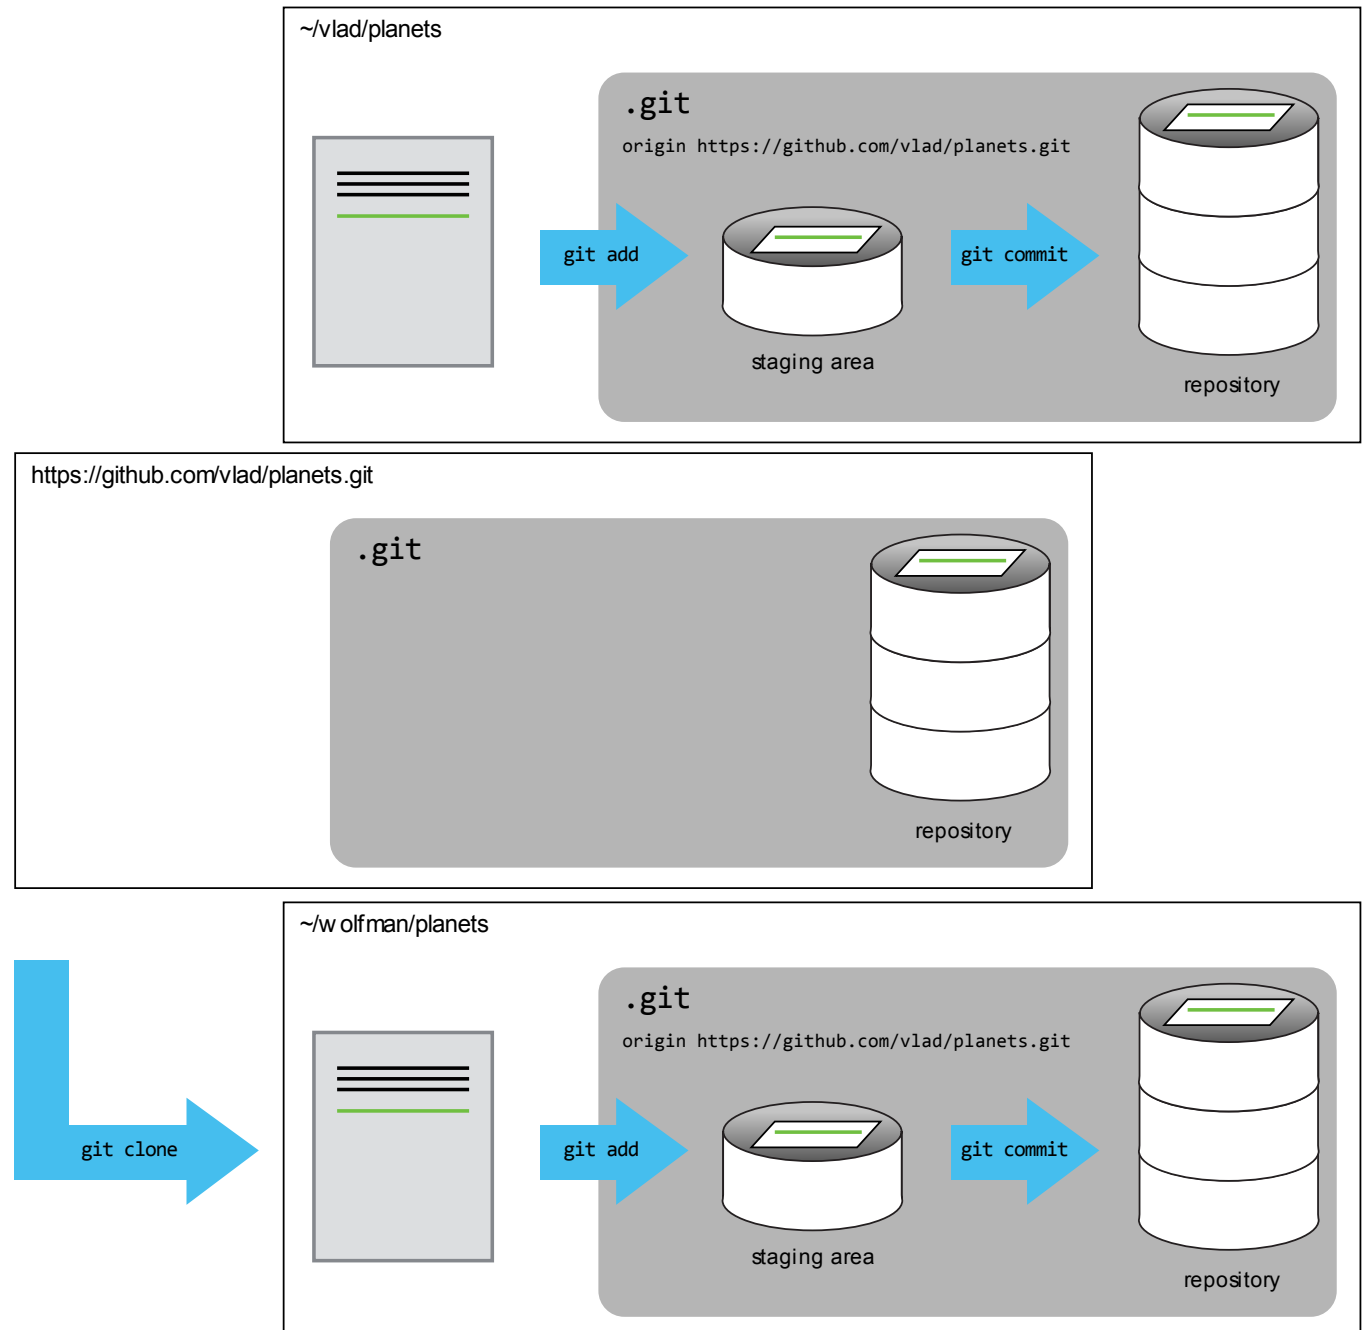 ~/vlad/planets
.git
origin https://github.com/vlad/planets.git
git add
git commit
staging area
repository
https://github.com/vlad/planets.git
.git
repository
~/wolfman/planets
.git
origin https://github.com/vlad/planets.git
git clone
git add
git commit
staging area
repository